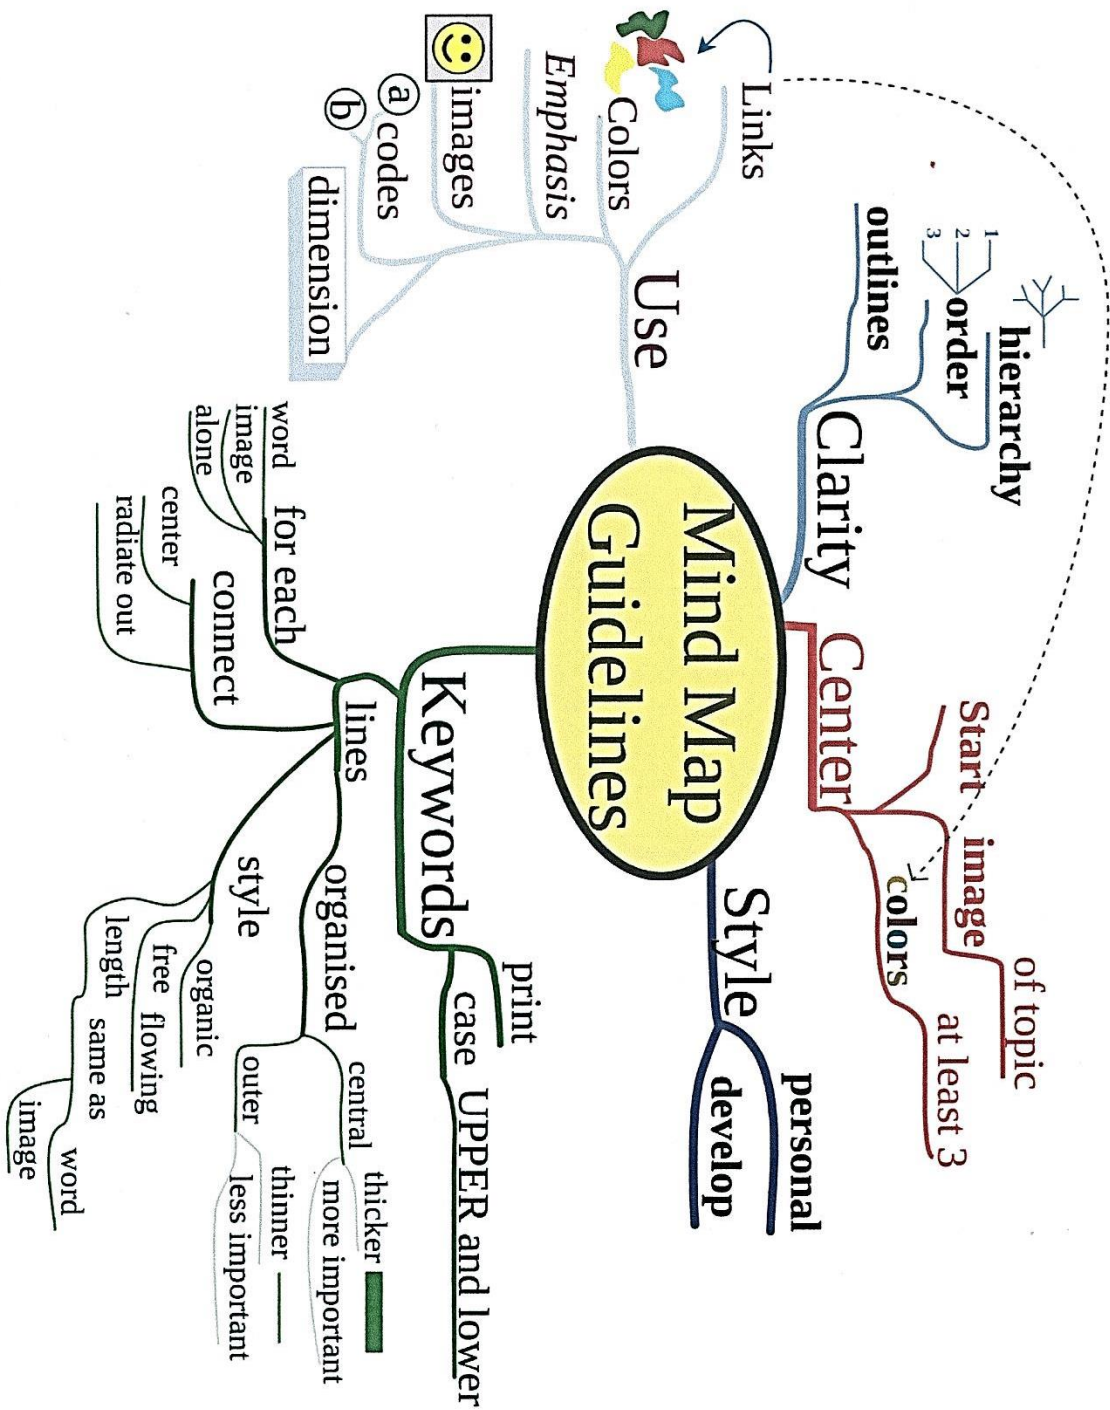 Mind Map
Guidelines
Clarity
hierarchy
order
1
2
3
outlines
Center
Start
image
of topic
colors
at least 3
Style
personal
develop
Keywords
print
case
UPPER and lower
lines
organised
central
thicker
more important
outer
thinner
less important
style
organic
free flowing
length
same as
word
image
connect
center
radiate out
for each
word
image
alone
Use
Links
Colors
Emphasis
images
codes
a
b
dimension